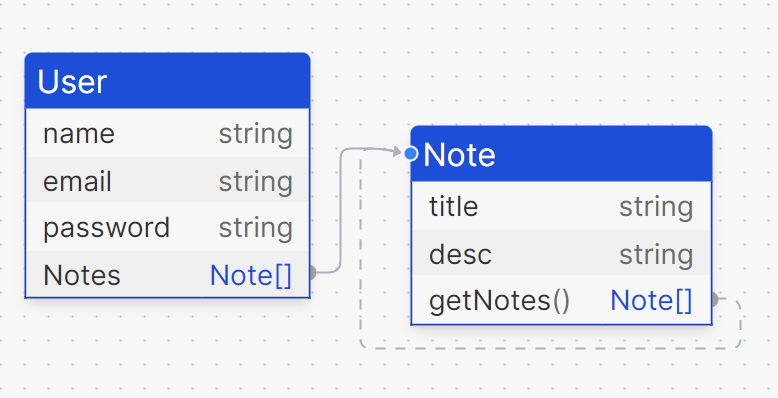 User
name string
email string
password string
Notes Note[]
Note
title string
desc string
getNotes() Note[]